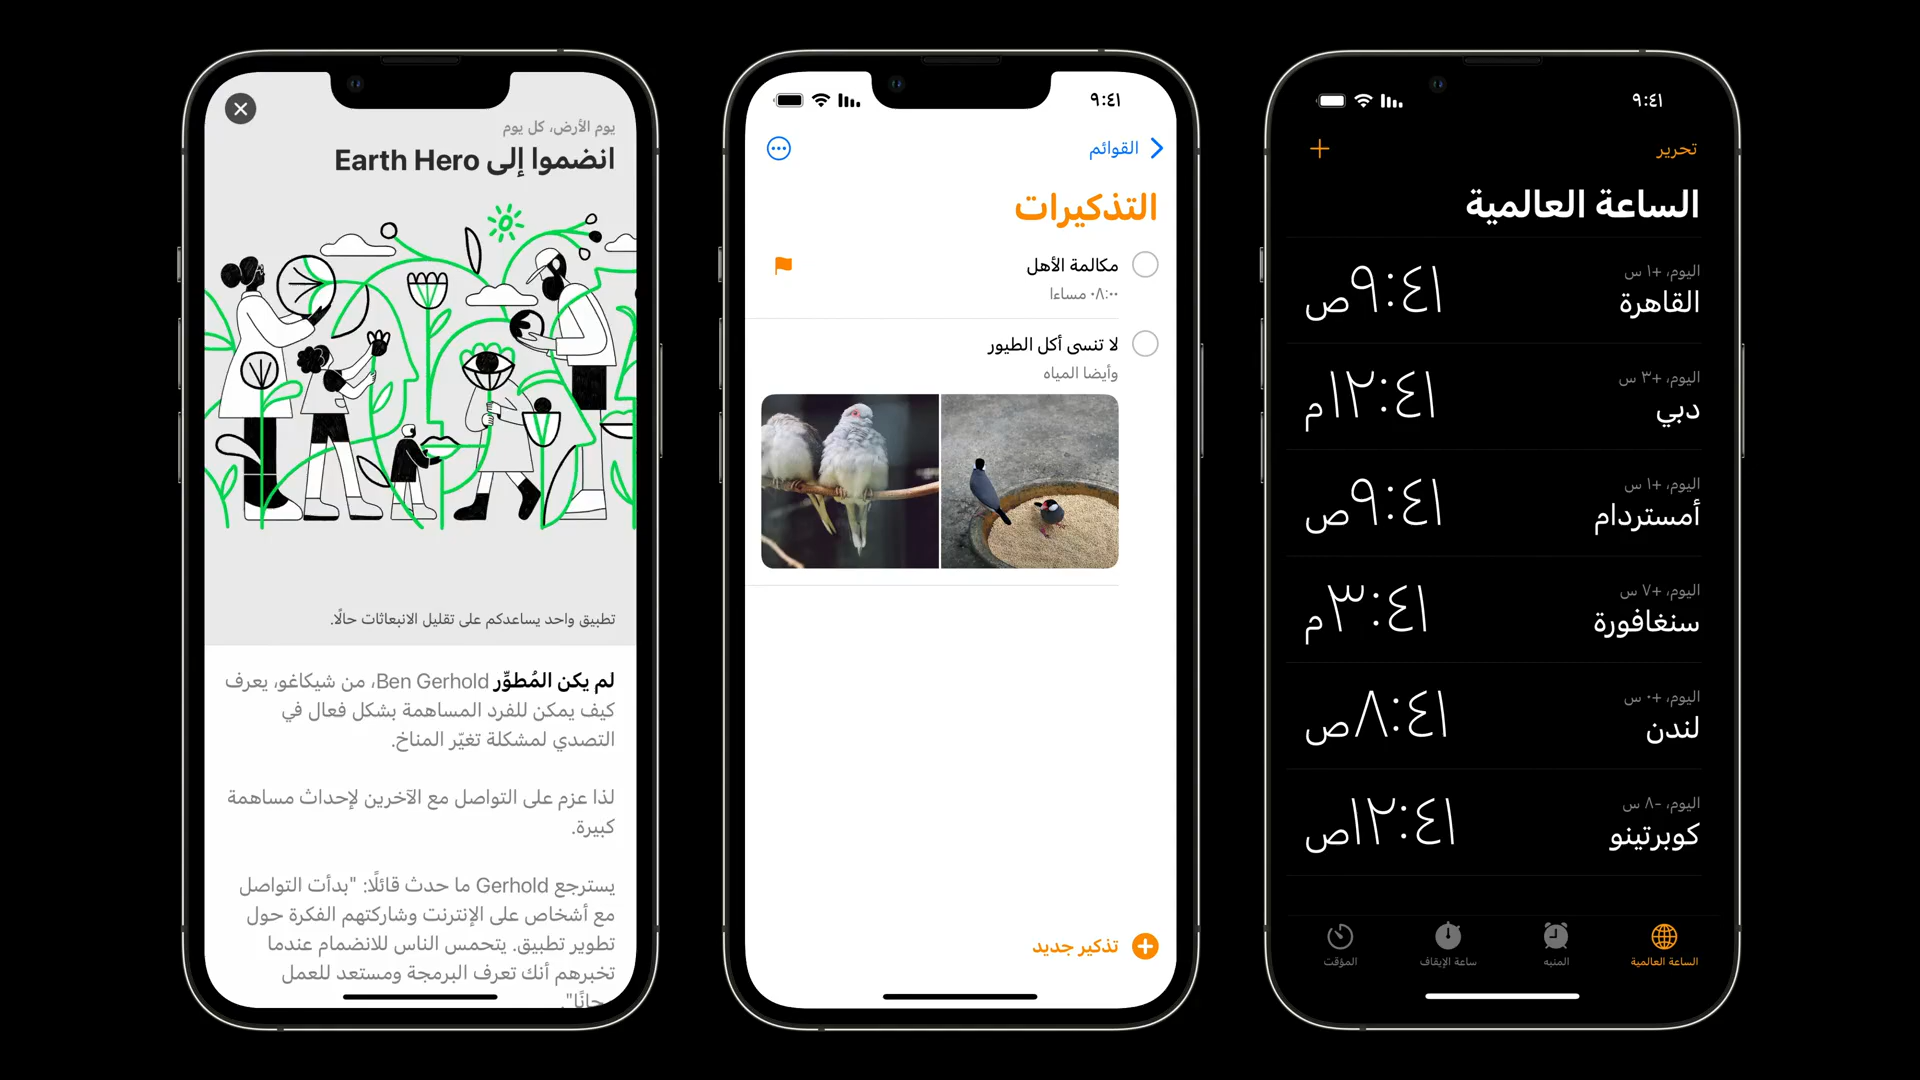 يوم الأرض، كل يوم
انضموا إلى Earth Hero
تطبيق واحد يساعدكم على تقليل الانبعاثات حالًا.
لم يكن المُطوِّر Ben Gerhold، من شيكاغو، يعرف
كيف يمكن للفرد المساهمة بشكل فعال في
التصدي لمشكلة تغيّر المناخ.
لذا عزم على التواصل مع الآخرين لإحداث مساهمة
كبيرة.
يسترجع Gerhold ما حدث قائلًا: "بدأت التواصل
مع أشخاص على الإنترنت وشاركتهم الفكرة حول
تطوير تطبيق. يتحمس الناس للانضمام عندما
تخبرهم أنك تعرف البرمجة ومستعد للعمل
٩:٤١
القوائم
التذكيرات
مكالمة الأهل
٠٨:٠٠ مساءا
لا تنسى أكل الطيور
وأيضا المياه
تذكير جديد
٩:٤١
تحرير
الساعة العالمية
اليوم، +١ س
القاهرة
٩:٤١ص
اليوم، +٣ س
دبي
١٢:٤١م
اليوم، +١ س
أمستردام
٩:٤١ص
اليوم، +٧ س
سنغافورة
٣:٤١م
اليوم، +٠ س
لندن
٨:٤١ص
اليوم، -٨ س
كوبرتينو
١٢:٤١ص
الساعة العالمية
المنبه
ساعة الإيقاف
المؤقت